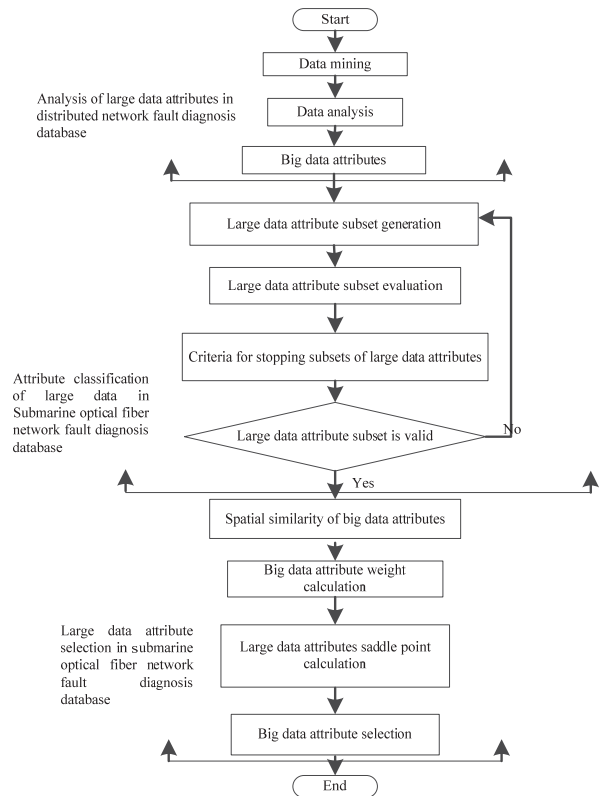 Start
Data mining
Analysis of large data attributes in
distributed network fault diagnosis
database
Data analysis
Big data attributes
Large data attribute subset generation
Large data attribute subset evaluation
Criteria for stopping subsets of large data attributes
Attribute classification
of large data in
Submarine optical fiber
network fault diagnosis
database
Large data attribute subset is valid
No
Yes
Spatial similarity of big data attributes
Big data attribute weight
calculation
Large data attribute
selection in submarine
optical fiber network
fault diagnosis
database
Large data attributes saddle point
calculation
Big data attribute selection
End